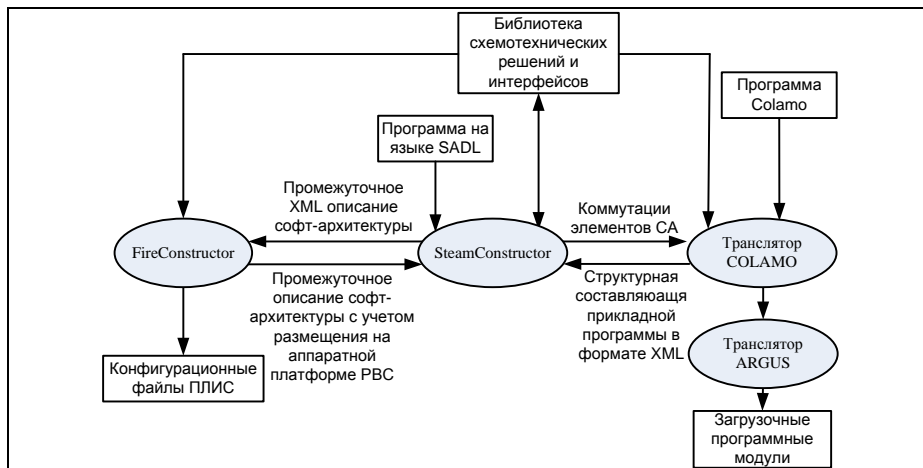 Библиотека
схемотехнических
решений и
интерфейсов
Программа
Colamo
Программа на
языке SADL
Промежуточное
XML описание
софт-архитектуры
Коммутации
элементов СА
FireConstructor
SteamConstructor
Транслятор
COLAMO
Промежуточное
описание софт-
архитектуры с учетом
размещения на
аппаратной
платформе РВС
Структурная
составляюащя
прикладной
программы в
формате XML
Транслятор
ARGUS
Конфигурационные
файлы ПЛИС
Загрузочные
программные
модули